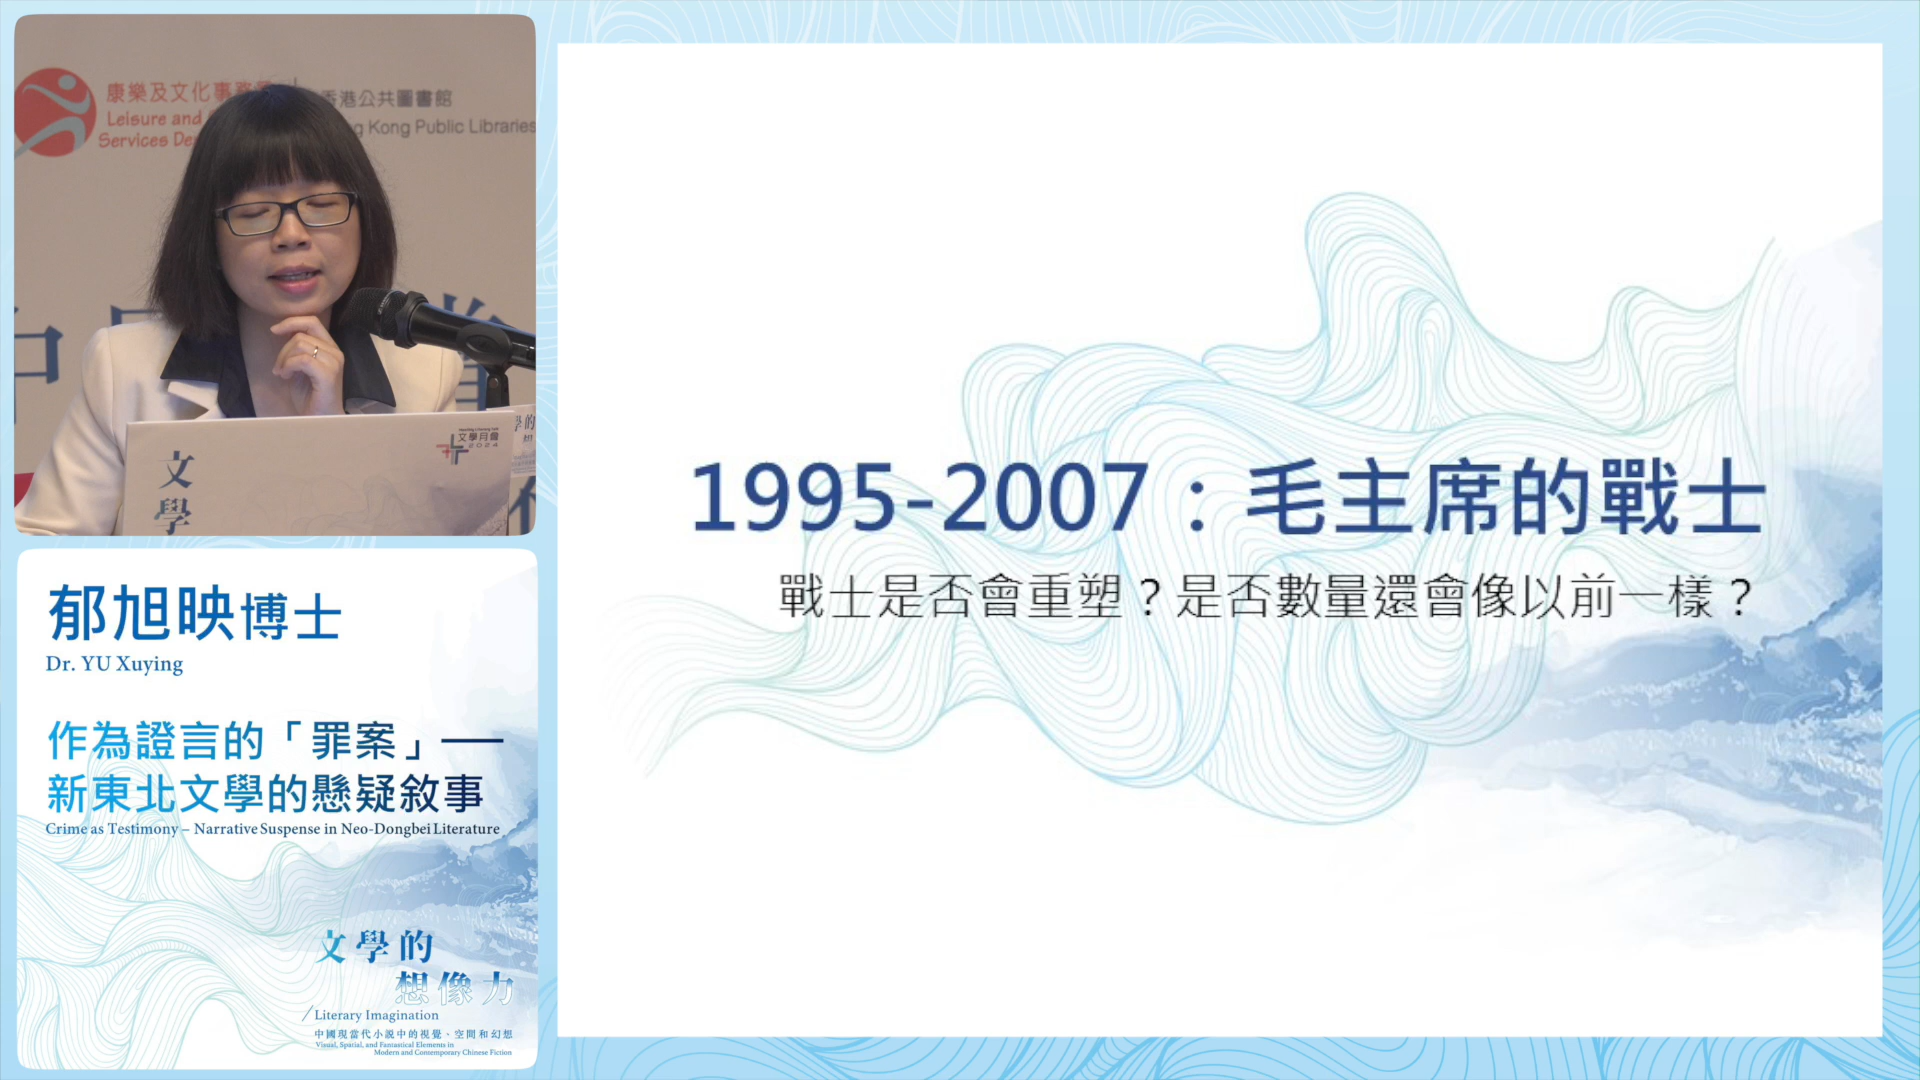 康樂及文化事務
Leisure and
Services De
香港公共圖書館
g Kong Public Libraries
文學
文學月會
2024
1995-2007：毛主席的戰士
戰士是否會重塑？是否數量還會像以前一樣？
郁旭映博士
Dr. YU Xuying
作為證言的「罪案」——
新東北文學的懸疑敘事
Crime as Testimony – Narrative Suspense in Neo-Dongbei Literature
文學的
想像力
Literary Imagination
中國現當代小說中的視覺、空間和幻想
Visual, Spatial, and Fantastical Elements in
Modern and Contemporary Chinese Fiction